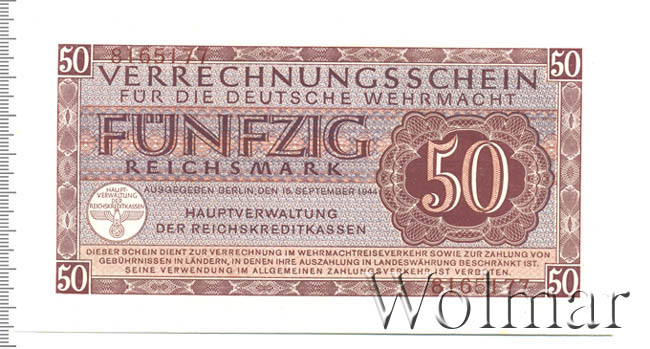 50 8165177 50
VERRECHNUNGSSCHEIN
FÜR DIE DEUTSCHE WEHRMACHT
FÜNFZIG
REICHSMARK
50
AUSGEGEBEN BERLIN, DEN 15. SEPTEMBER 1944
HAUPT-
VERWALTUNG
DER
REICHSKREDITKASSEN
HAUPTVERWALTUNG
DER REICHSKREDITKASSEN
DIESER SCHEIN DIENT ZUR VERRECHNUNG IM WEHRMACHTREISEVERKEHR SOWIE ZUR ZAHLUNG VON
GEBÜHRNISSEN IN LÄNDERN, IN DENEN IHRE AUSZAHLUNG IN LANDESWÄHRUNG BESCHRÄNKT IST.
SEINE VERWENDUNG IM ALLGEMEINEN ZAHLUNGSVERKEHR IST VERBOTEN.
50 8165177 50
Wolmar